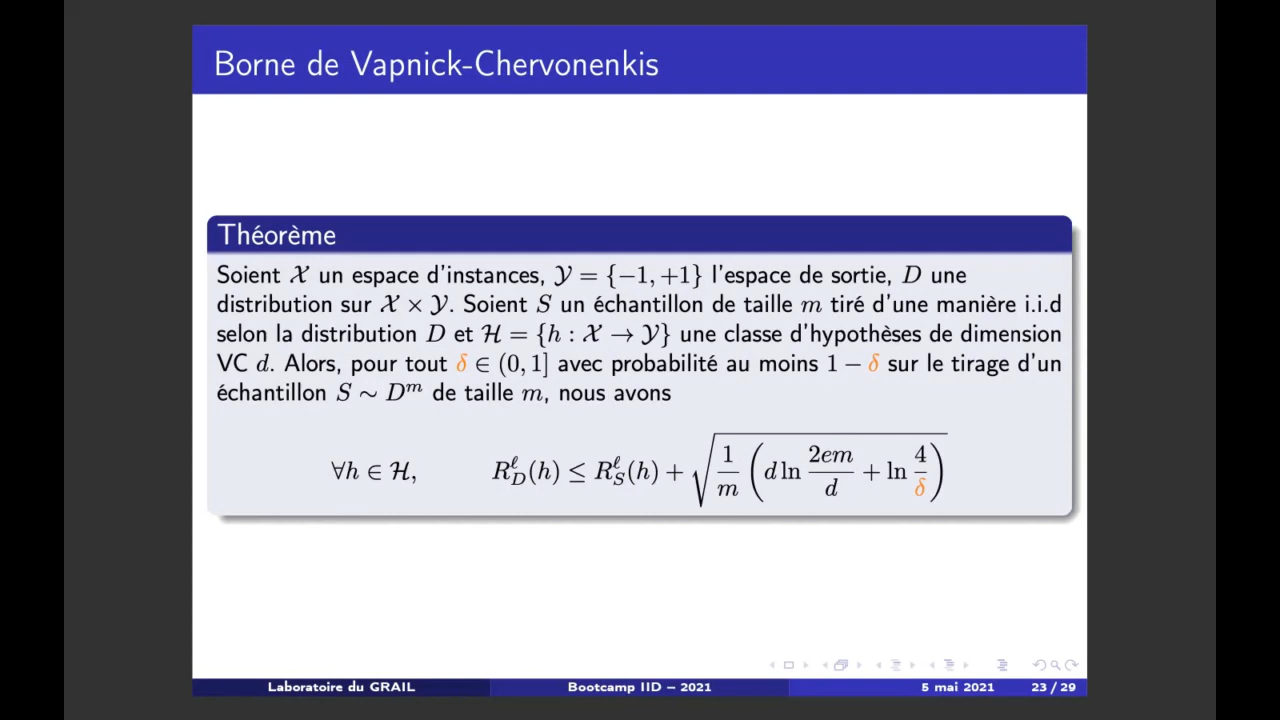 Borne de Vapnick-Chervonenkis
Théorème
Soient 𝒳 un espace d'instances, 𝒴 = {−1, +1} l'espace de sortie, D une
distribution sur 𝒳 × 𝒴. Soient S un échantillon de taille m tiré d'une manière i.i.d
selon la distribution D et ℋ = {h : 𝒳 → 𝒴} une classe d'hypothèses de dimension
VC d. Alors, pour tout δ ∈ (0, 1] avec probabilité au moins 1 − δ sur le tirage d'un
échantillon S ∼ Dᵐ de taille m, nous avons
∀h ∈ ℋ, R_D^ℓ(h) ≤ R_S^ℓ(h) + √(1/m (d ln 2em/d + ln 4/δ))
Laboratoire du GRAIL Bootcamp IID – 2021 5 mai 2021 23 / 29